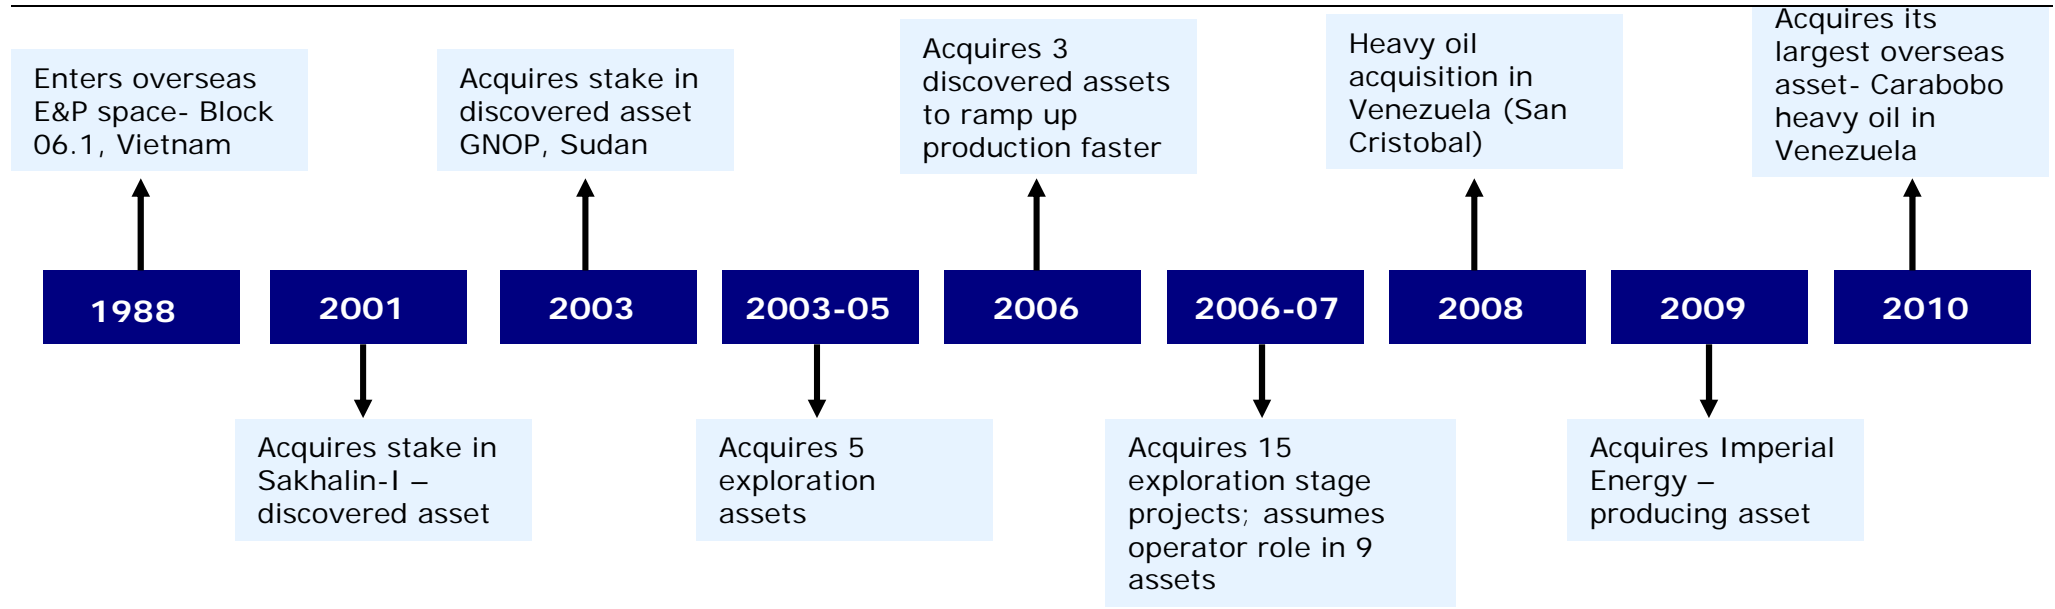 Enters overseas
E&P space- Block
06.1, Vietnam
Acquires stake in
discovered asset
GNOP, Sudan
Acquires 3
discovered assets
to ramp up
production faster
Heavy oil
acquisition in
Venezuela (San
Cristobal)
Acquires its
largest overseas
asset- Carabobo
heavy oil in
Venezuela
1988
2001
2003
2003-05
2006
2006-07
2008
2009
2010
Acquires stake in
Sakhalin-I –
discovered asset
Acquires 5
exploration
assets
Acquires 15
exploration stage
projects; assumes
operator role in 9
assets
Acquires Imperial
Energy –
producing asset